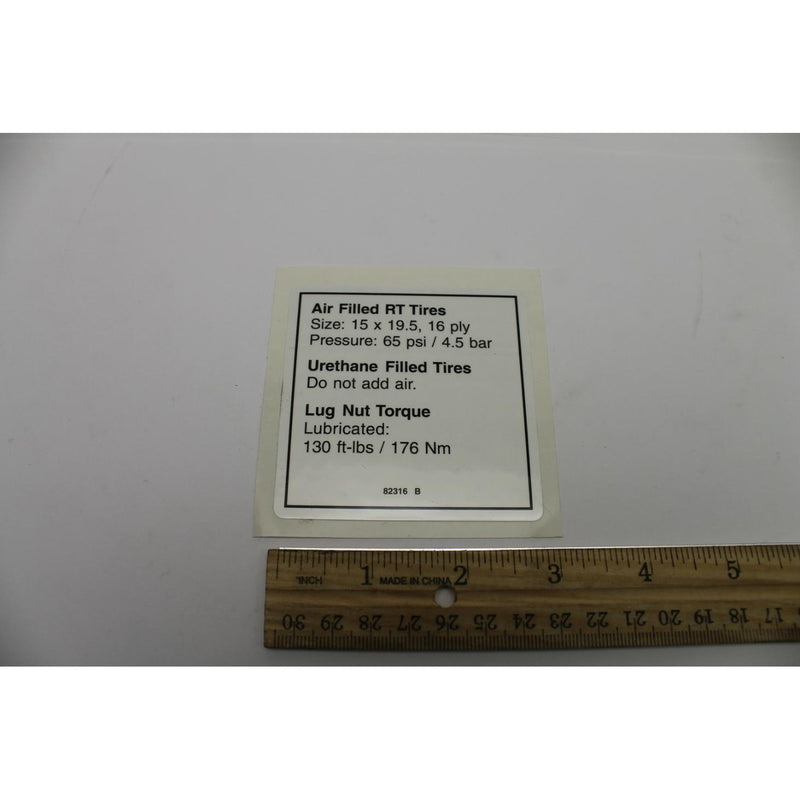 Air Filled RT Tires
Size: 15 x 19.5, 16 ply
Pressure: 65 psi / 4.5 bar
Urethane Filled Tires
Do not add air.
Lug Nut Torque
Lubricated:
130 ft-lbs / 176 Nm
82316 B
INCH 1 MADE IN CHINA 2 3 4 5
30 29 28 27 26 25 24 23 22 21 20 19 18 17